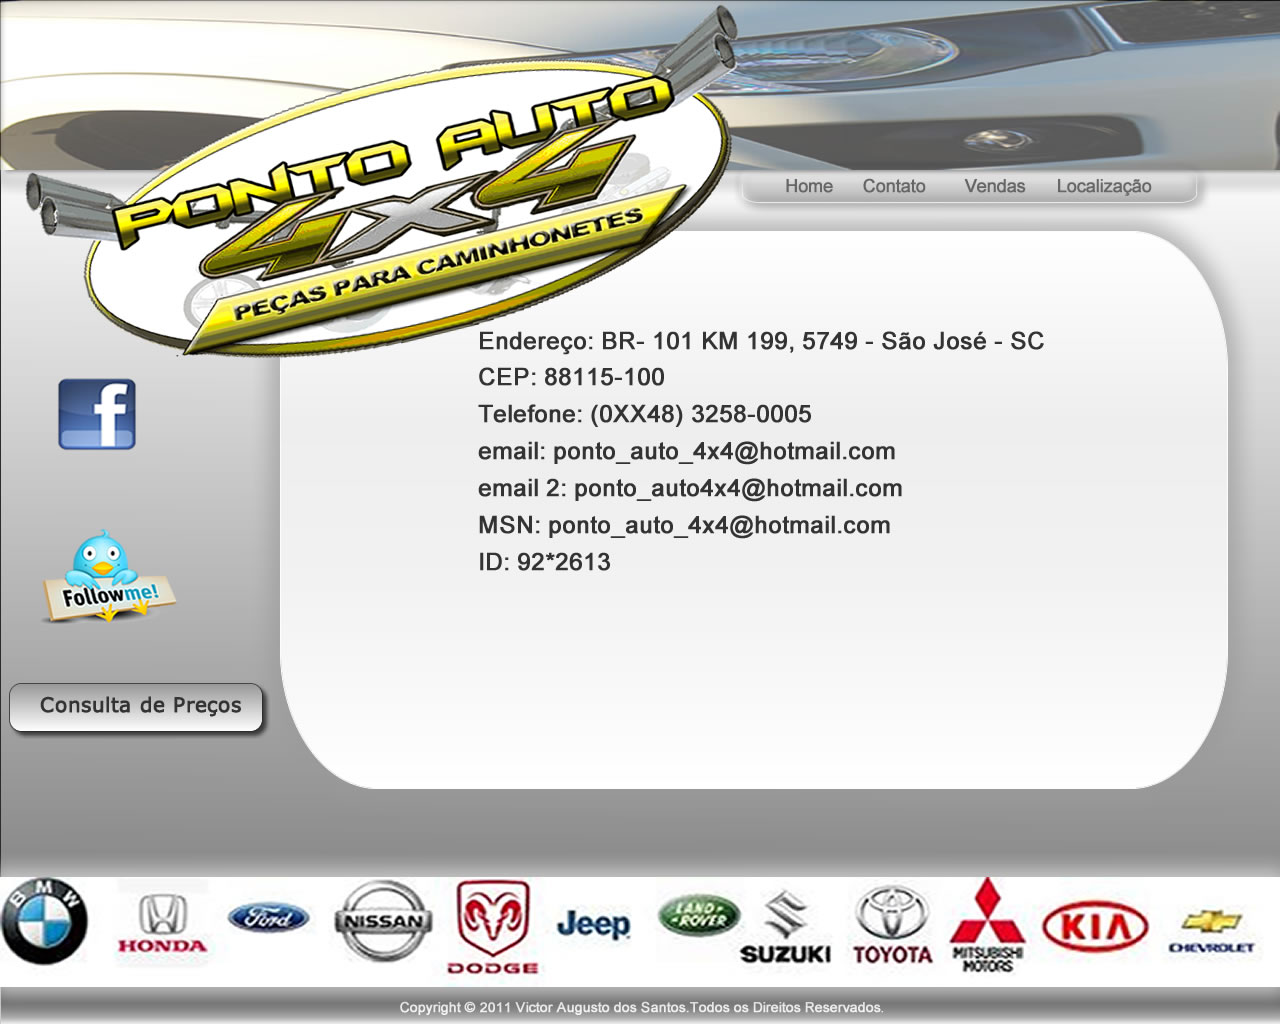 PONTO AUTO
4x4
PEÇAS PARA CAMINHONETES
Home Contato Vendas Localização
Endereço: BR- 101 KM 199, 5749 - São José - SC
CEP: 88115-100
Telefone: (0XX48) 3258-0005
email: ponto_auto_4x4@hotmail.com
email 2: ponto_auto4x4@hotmail.com
MSN: ponto_auto_4x4@hotmail.com
ID: 92*2613
f
Followme!
Consulta de Preços
BMW
HONDA
Ford
NISSAN
DODGE
Jeep
LAND ROVER
SUZUKI
TOYOTA
MITSUBISHI
MOTORS
KIA
CHEVROLET
Copyright © 2011 Victor Augusto dos Santos.Todos os Direitos Reservados.